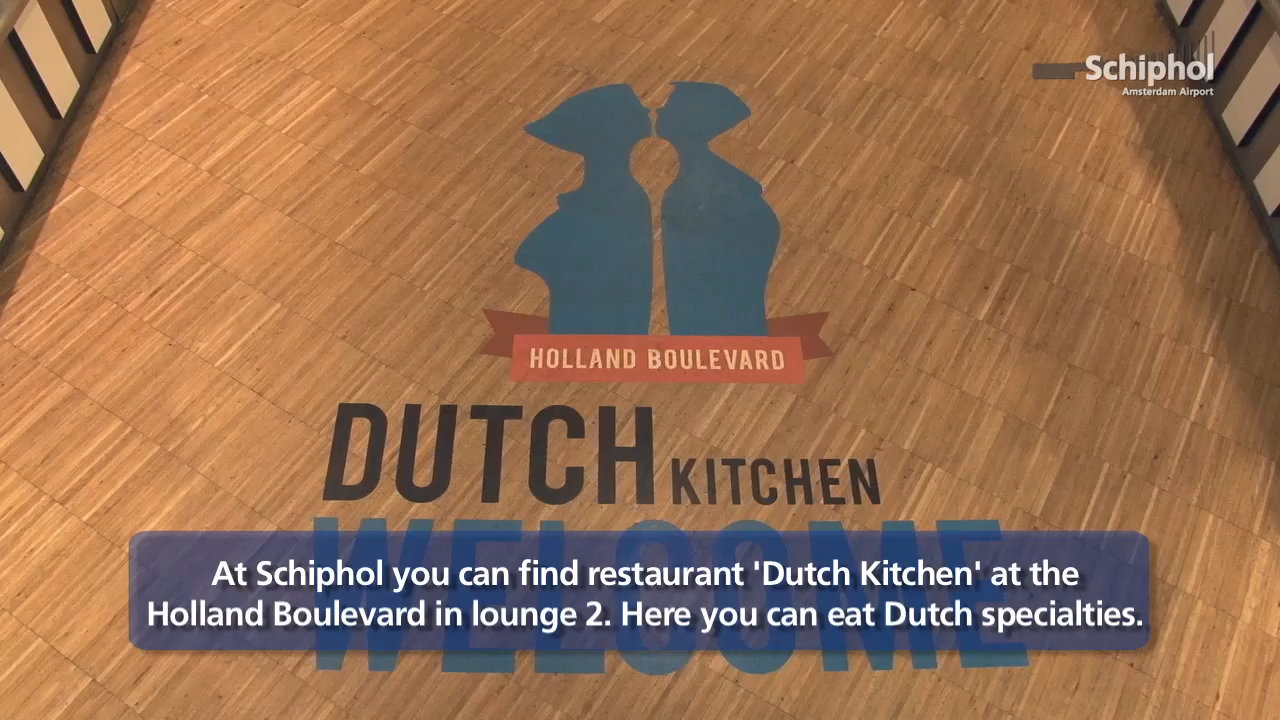 Schiphol
Amsterdam Airport
HOLLAND BOULEVARD
DUTCH KITCHEN
WELCOME
At Schiphol you can find restaurant 'Dutch Kitchen' at the
Holland Boulevard in lounge 2. Here you can eat Dutch specialties.